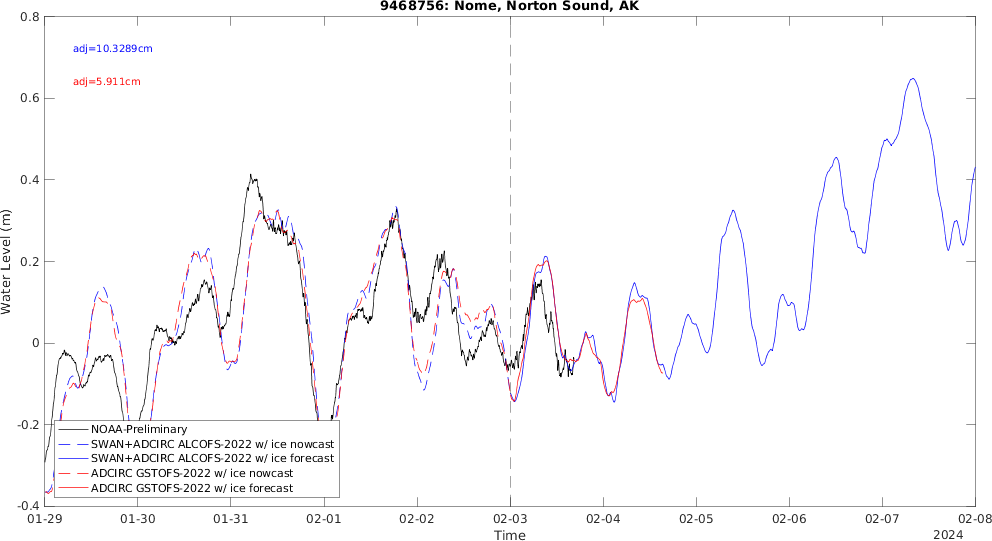 9468756: Nome, Norton Sound, AK
adj=10.3289cm
adj=5.911cm
Water Level (m)
0.8
0.6
0.4
0.2
0
-0.2
-0.4
NOAA-Preliminary
SWAN+ADCIRC ALCOFS-2022 w/ ice nowcast
SWAN+ADCIRC ALCOFS-2022 w/ ice forecast
ADCIRC GSTOFS-2022 w/ ice nowcast
ADCIRC GSTOFS-2022 w/ ice forecast
01-29 01-30 01-31 02-01 02-02 02-03 02-04 02-05 02-06 02-07 02-08
Time
2024